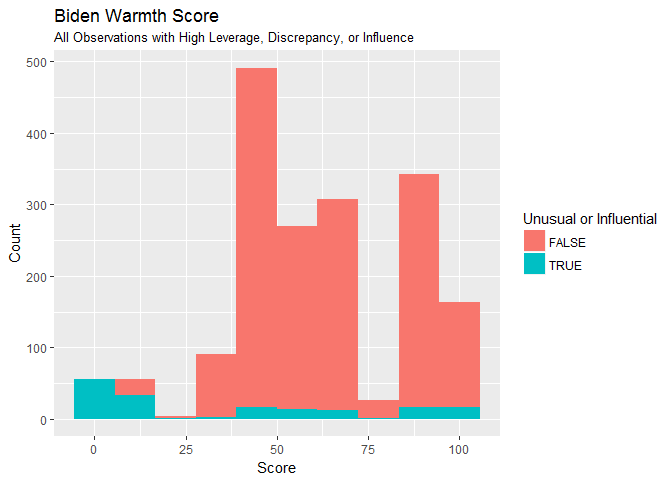 Biden Warmth Score
All Observations with High Leverage, Discrepancy, or Influence
500
400
300
200
100
0
Count
0 25 50 75 100
Score
Unusual or Influential
FALSE
TRUE